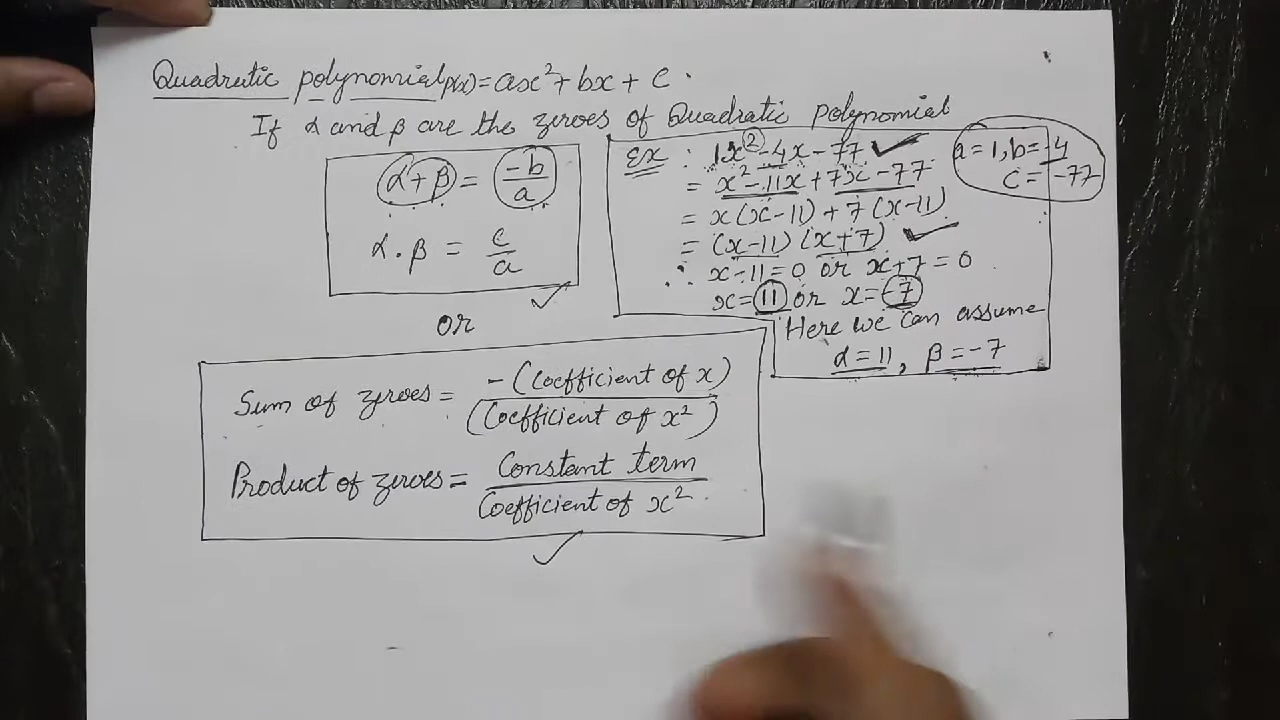 Quadratic polynomial p(x)=ax²+bx+c.
If α and β are the zeroes of Quadratic polynomial
α+β = -b/a
α.β = c/a
or
Sum of zeroes = -(Coefficient of x)/(Coefficient of x²)
Product of zeroes = Constant term/Coefficient of x²
Ex : 1x²-4x-77
= x²-11x+7x-77
= x(x-11)+7(x-11)
= (x-11)(x+7)
∴ x-11=0 or x+7=0
x=11 or x=-7
Here we can assume
α=11, β=-7
a=1, b=-4
c=-77